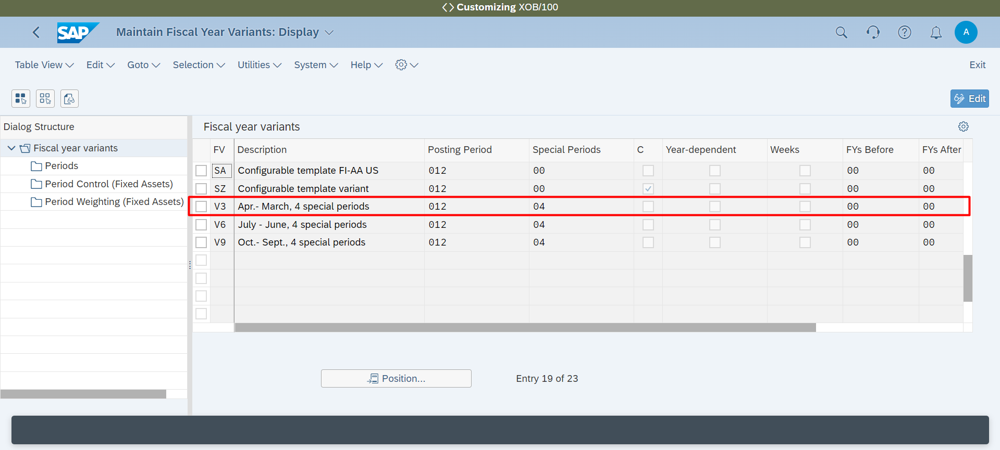 Customizing XOB/100
SAP Maintain Fiscal Year Variants: Display A
Table View Edit Goto Selection Utilities System Help Exit
Edit
Dialog Structure
Fiscal year variants
Periods
Period Control (Fixed Assets)
Period Weighting (Fixed Assets)
Fiscal year variants
FV Description Posting Period Special Periods C Year-dependent Weeks FYs Before FYs After
SA Configurable template FI-AA US 012 00 00 00
SZ Configurable template variant 012 00 00 00
V3 Apr.- March, 4 special periods 012 04 00 00
V6 July - June, 4 special periods 012 04 00 00
V9 Oct.- Sept., 4 special periods 012 04 00 00
Position... Entry 19 of 23